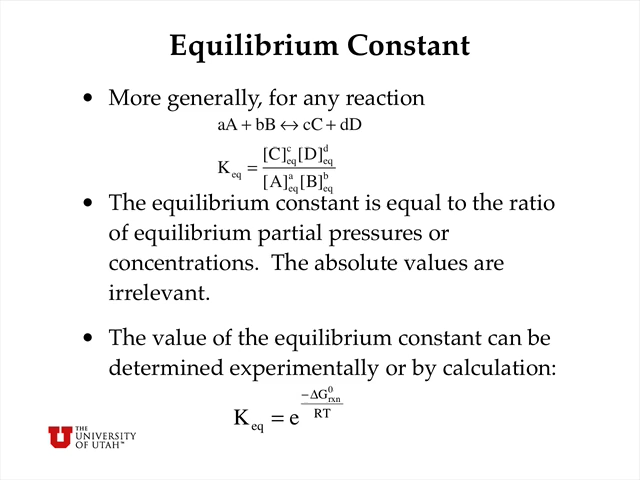 Equilibrium Constant
• More generally, for any reaction
aA + bB ↔ cC + dD
K_eq = [C]^c_eq [D]^d_eq / [A]^a_eq [B]^b_eq
• The equilibrium constant is equal to the ratio
of equilibrium partial pressures or
concentrations. The absolute values are
irrelevant.
• The value of the equilibrium constant can be
determined experimentally or by calculation:
K_eq = e^(−ΔG^0_rxn / RT)
THE
UNIVERSITY
OF UTAH™